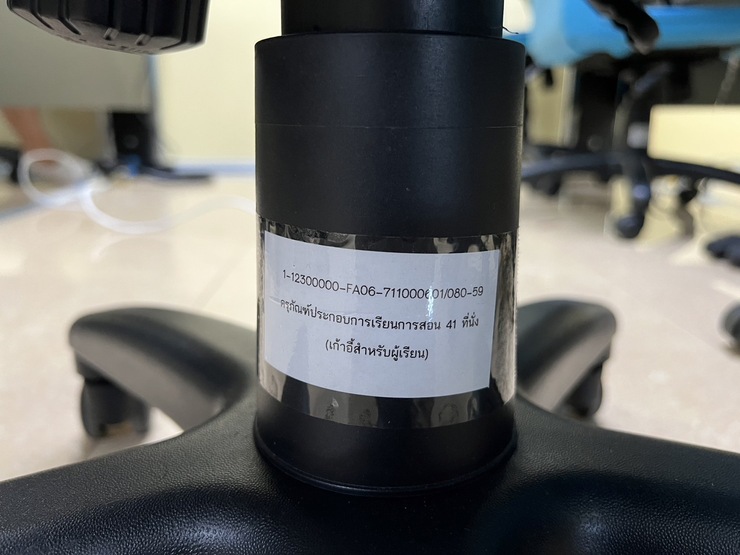 1-12300000-FA06-711000601/080-59
ครุภัณฑ์ประกอบการเรียนการสอน 41 ที่นั่ง
(เก้าอี้สำหรับผู้เรียน)